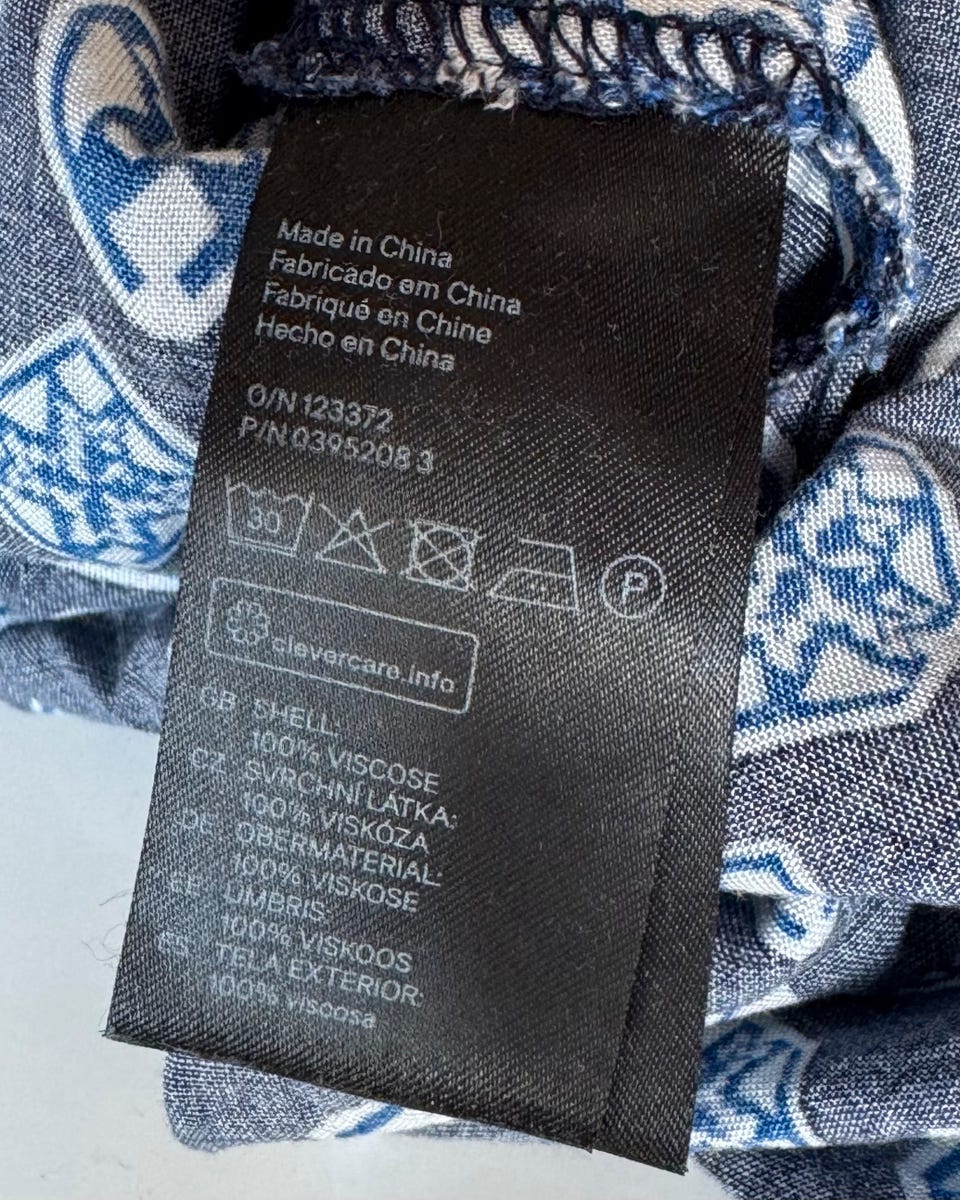 Made in China
Fabricado em China
Fabriqué en Chine
Hecho en China
O/N 123372
P/N.0395208 3
30
P
clevercare.info
GB SHELL:
100% VISCOSE
CZ SVRCHNÍ LÁTKA:
100% VISKÓZA
DE OBERMATERIAL:
100% VISKOSE
EE UMBRIS:
100% VISKOOS
ES TELA EXTERIOR:
100% viscosa